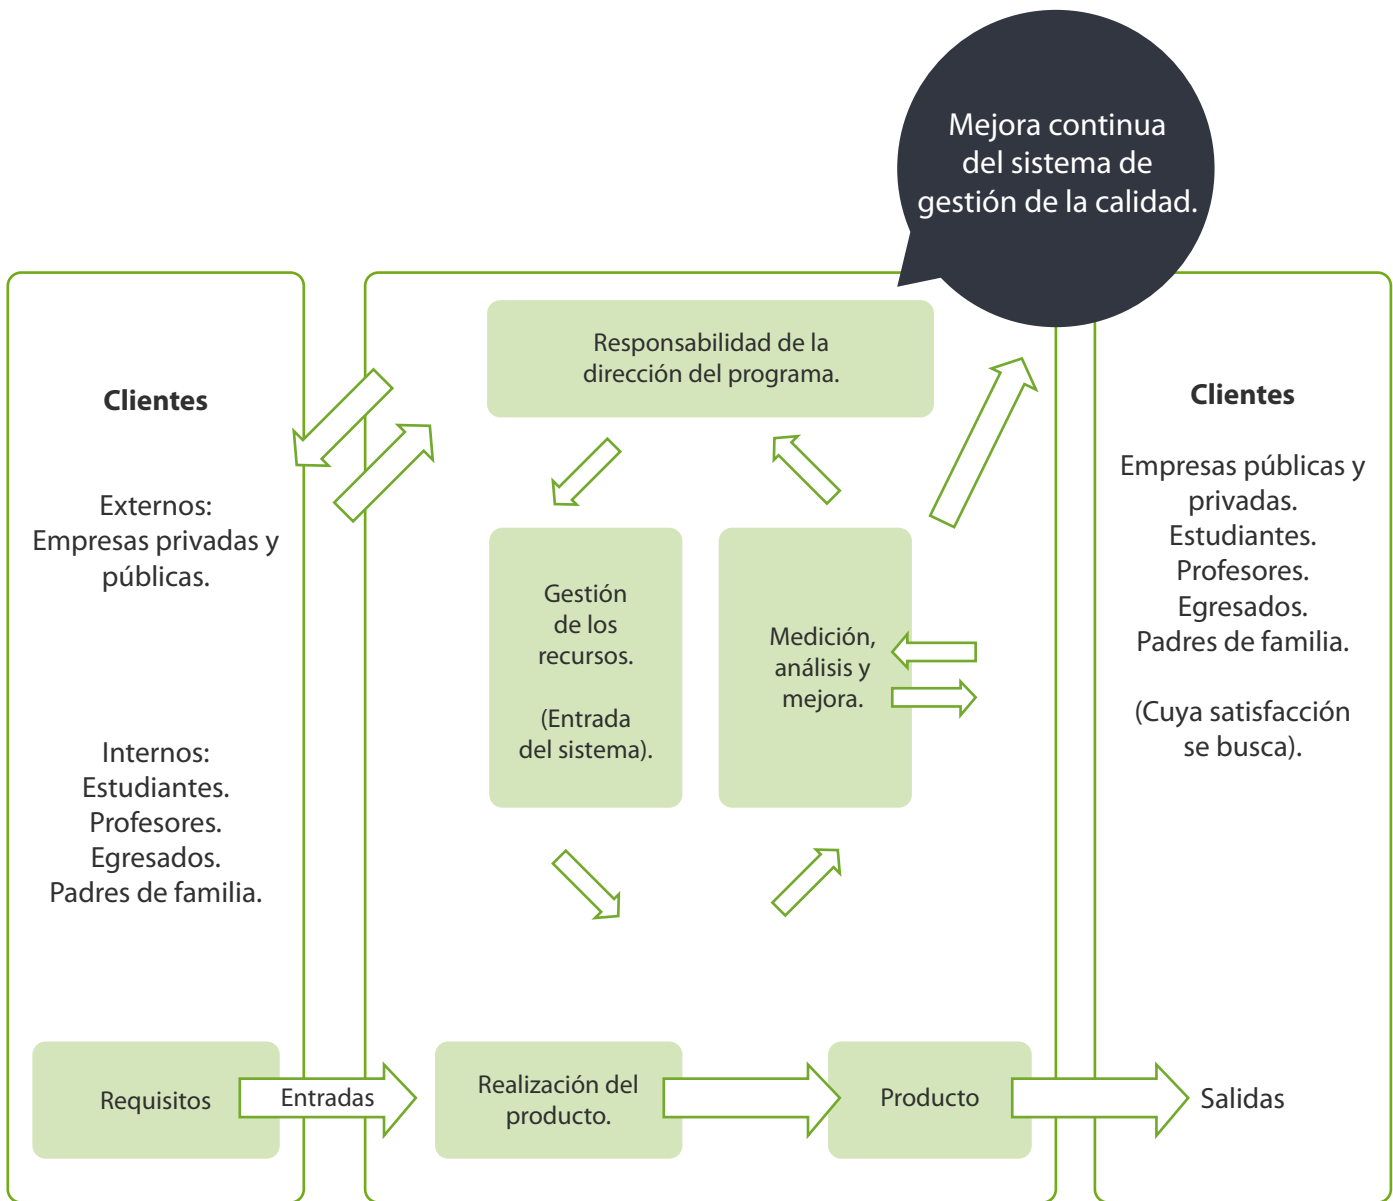 Mejora continua
del sistema de
gestión de la calidad.
Clientes
Externos:
Empresas privadas y
públicas.
Internos:
Estudiantes.
Profesores.
Egresados.
Padres de familia.
Requisitos
Entradas
Responsabilidad de la
dirección del programa.
Gestión
de los
recursos.
(Entrada
del sistema).
Medición,
análisis y
mejora.
Realización del
producto.
Producto
Clientes
Empresas públicas y
privadas.
Estudiantes.
Profesores.
Egresados.
Padres de familia.
(Cuya satisfacción
se busca).
Salidas